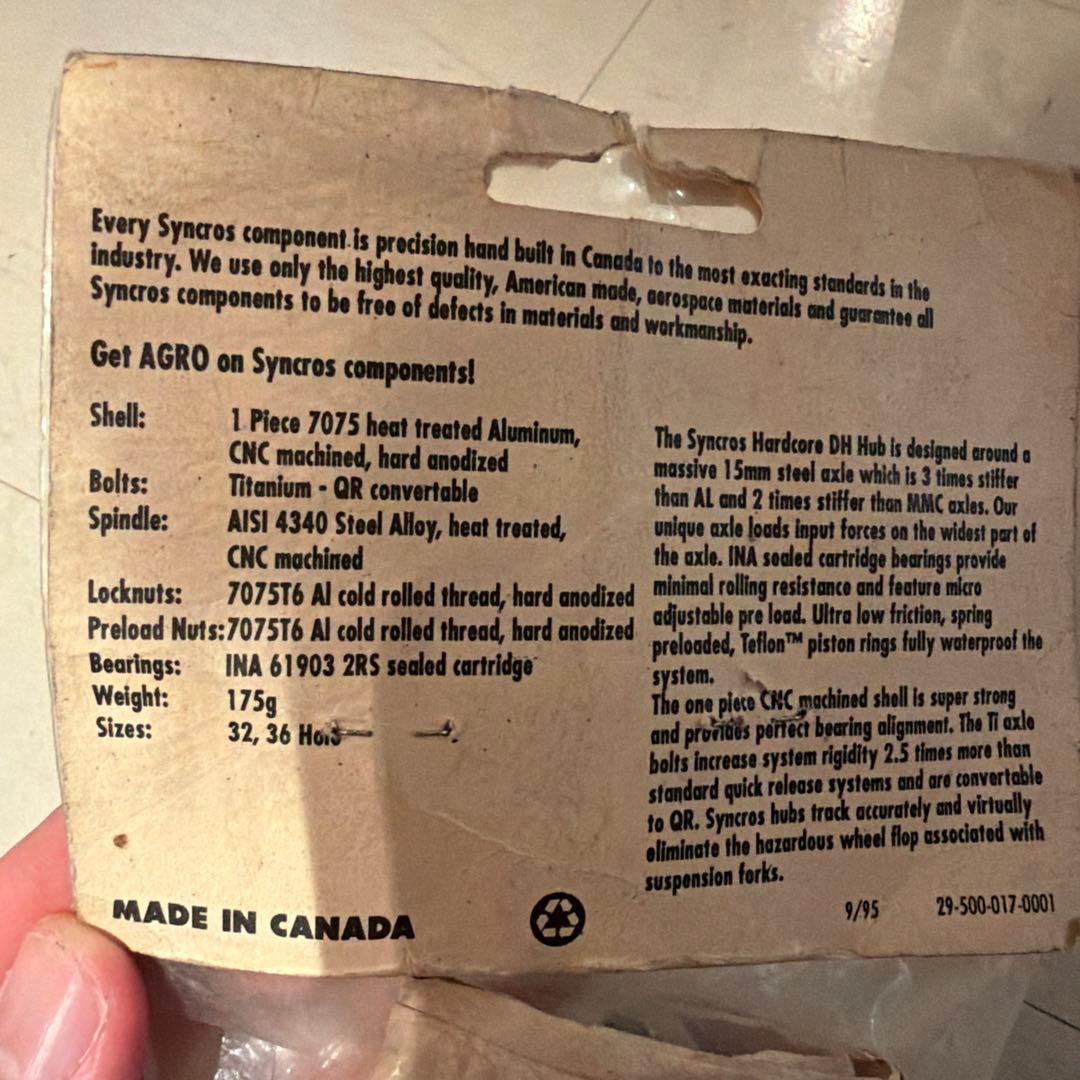 Every Syncros component is precision hand built in Canada to the most exacting standards in the
industry. We use only the highest quality, American made, aerospace materials and guarantee all
Syncros components to be free of defects in materials and workmanship.
Get AGRO on Syncros components!
Shell: 1 Piece 7075 heat treated Aluminum,
CNC machined, hard anodized
Bolts: Titanium - QR convertable
Spindle: AISI 4340 Steel Alloy, heat treated,
CNC machined
Locknuts: 7075T6 Al cold rolled thread, hard anodized
Preload Nuts: 7075T6 Al cold rolled thread, hard anodized
Bearings: INA 61903 2RS sealed cartridge
Weight: 175g
Sizes: 32, 36
The Syncros Hardcore DH Hub is designed around a
massive 15mm steel axle which is 3 times stiffer
than AL and 2 times stiffer than MMC axles. Our
unique axle loads input forces on the widest part of
the axle. INA sealed cartridge bearings provide
minimal rolling resistance and feature micro
adjustable pre load. Ultra low friction, spring
preloaded, Teflon™ piston rings fully waterproof the
system.
The one piece CNC machined shell is super strong
and provides perfect bearing alignment. The Ti axle
bolts increase system rigidity 2.5 times more than
standard quick release systems and are convertable
to QR. Syncros hubs track accurately and virtually
eliminate the hazardous wheel flop associated with
suspension forks.
MADE IN CANADA
9/95 29-500-017-0001